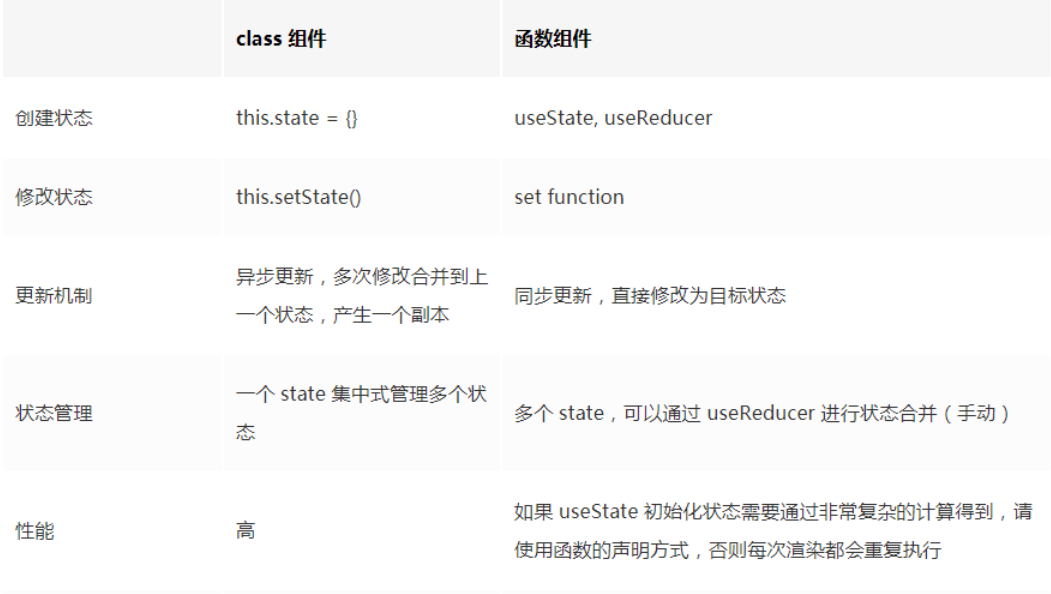 class 组件
函数组件
创建状态
this.state = {}
useState, useReducer
修改状态
this.setState()
set function
更新机制
异步更新，多次修改合并到上
一个状态，产生一个副本
同步更新，直接修改为目标状态
状态管理
一个 state 集中式管理多个状
态
多个 state，可以通过 useReducer 进行状态合并（手动）
性能
高
如果 useState 初始化状态需要通过非常复杂的计算得到，请
使用函数的声明方式，否则每次渲染都会重复执行